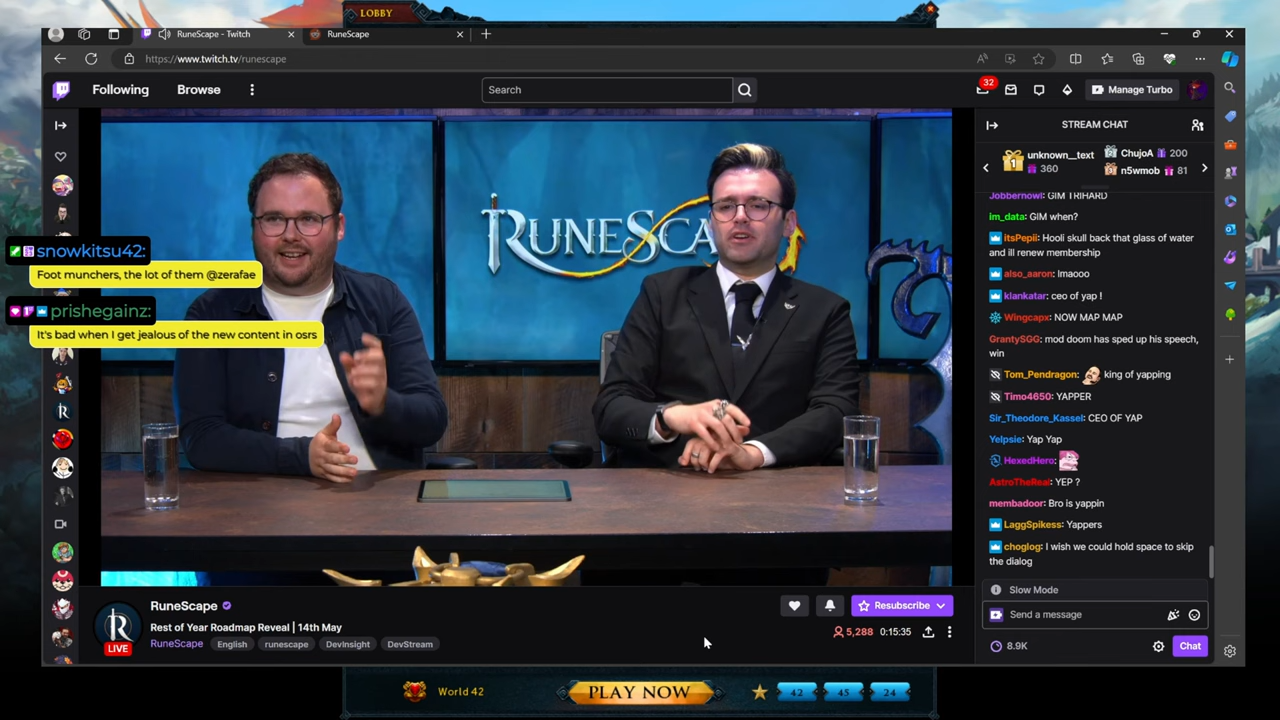 LOBBY
RuneScape - Twitch
RuneScape
https://www.twitch.tv/runescape
Following
Browse
Search
32
Manage Turbo
RUNESCA
STREAM CHAT
1
unknown__text
360
ChujoA 200
n5wmob 81
Jobbernowl: GIM TRIHARD
im_data: GIM when?
itsPepii: Hooli skull back that glass of water
and ill renew membership
also_aaron: lmaooo
klankatar: ceo of yap !
Wingcapx: NOW MAP MAP
GrantySGG: mod doom has sped up his speech,
win
Tom_Pendragon: king of yapping
Timo4650: YAPPER
Sir_Theodore_Kassel: CEO OF YAP
Yelpsie: Yap Yap
HexedHero:
AstroTheReal: YEP ?
membadoor: Bro is yappin
LaggSpikess: Yappers
choglog: I wish we could hold space to skip
the dialog
Slow Mode
Send a message
8.9K
Chat
snowkitsu42:
Foot munchers, the lot of them @zerafae
prishegainz:
It's bad when I get jealous of the new content in osrs
LIVE
RuneScape
Rest of Year Roadmap Reveal | 14th May
RuneScape
English
runescape
DevInsight
DevStream
Resubscribe
5,288
0:15:35
World 42
PLAY NOW
42
45
24